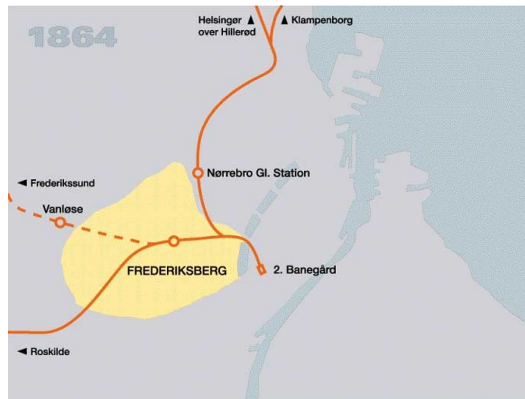 1864
Helsingør
over Hillerød
Klampenborg
Nørrebro Gl. Station
Frederikssund
Vanløse
FREDERIKSBERG
2. Banegård
Roskilde